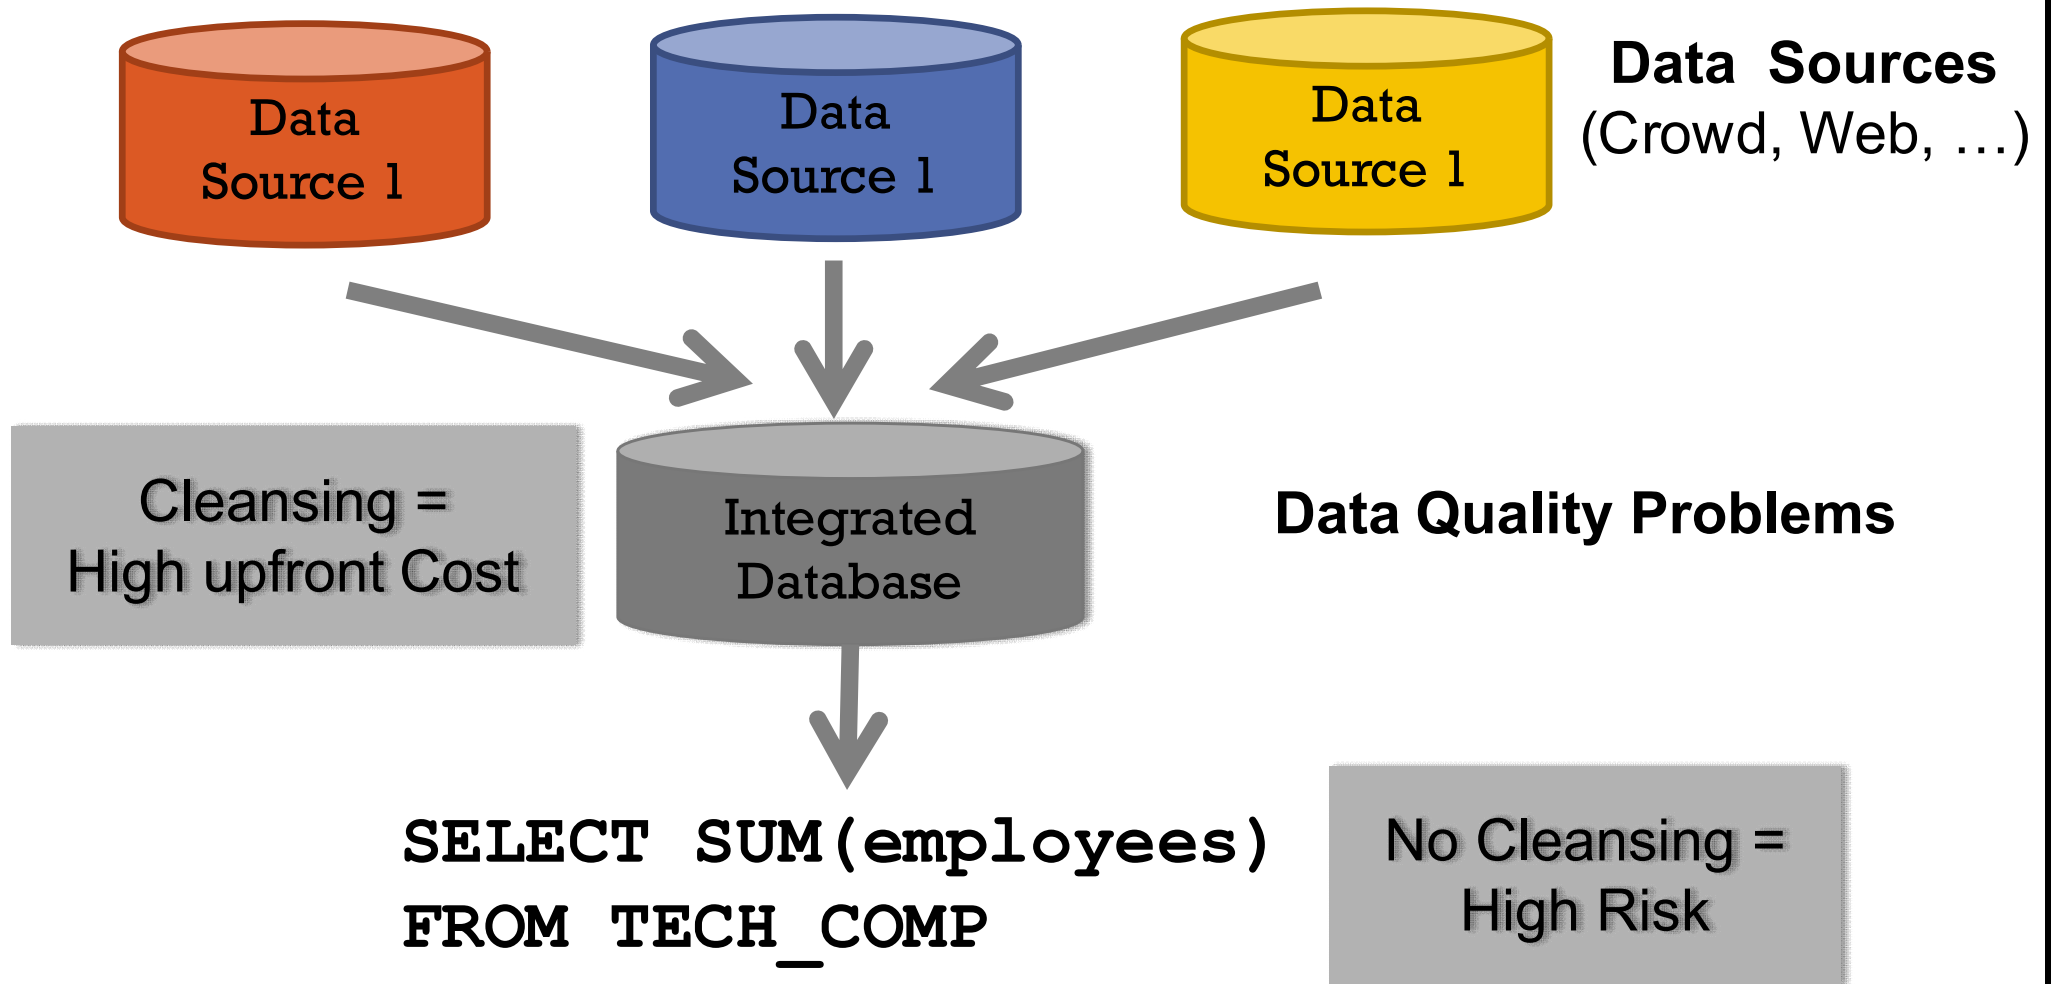 Data
Source 1
Data
Source 1
Data
Source 1
Data  Sources
(Crowd, Web, …)
Cleansing =
High upfront Cost
Integrated
Database
Data Quality Problems
SELECT SUM(employees)
FROM TECH_COMP
No Cleansing =
High Risk